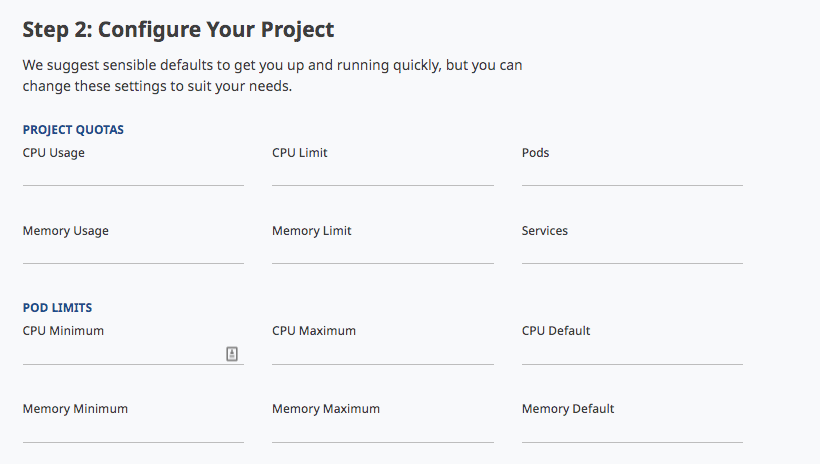 Step 2: Configure Your Project
We suggest sensible defaults to get you up and running quickly, but you can
change these settings to suit your needs.
PROJECT QUOTAS
CPU Usage
CPU Limit
Pods
Memory Usage
Memory Limit
Services
POD LIMITS
CPU Minimum
CPU Maximum
CPU Default
Memory Minimum
Memory Maximum
Memory Default